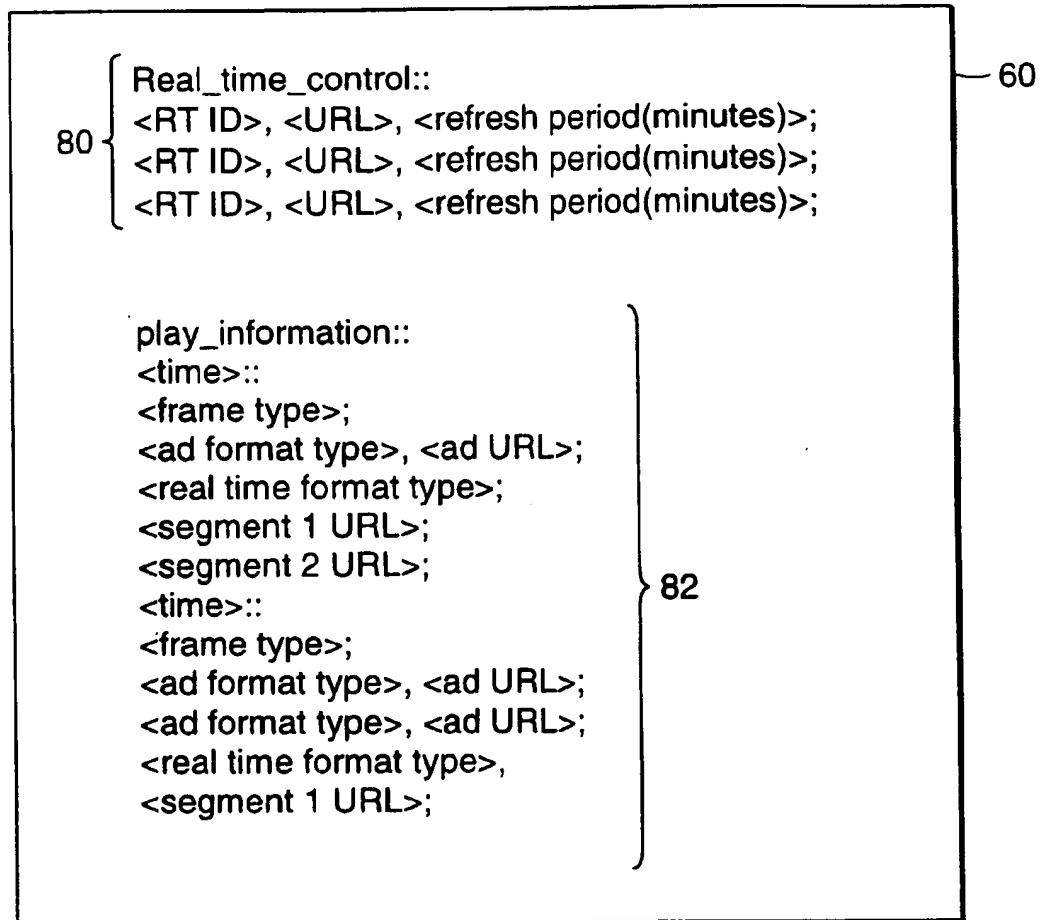 Real_time_control::
60
<RT ID>, <URL>, <refresh period(minutes)>;
80
<RT ID>, <URL>, <refresh period(minutes)>;
<RT ID>, <URL>, <refresh period(minutes)>;
play_information::
<time>::
<frame type>;
<ad format type>, <ad URL>;
<real time format type>;
<segment 1 URL>;
<segment 2 URL>;
82
<time>::
<frame type>;
<ad format type>, <ad URL>;
<ad format type>, <ad URL>;
<real time format type>,
<segment 1 URL>;